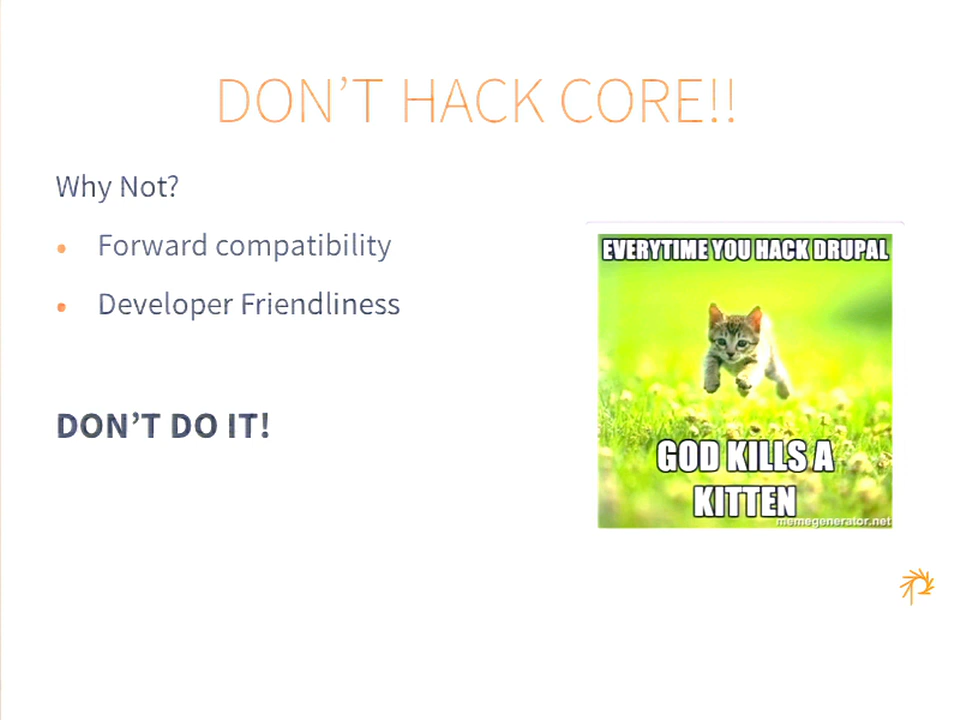 DON’T HACK CORE!!
Why Not?
• Forward compatibility
• Developer Friendliness
DON’T DO IT!
EVERYTIME YOU HACK DRUPAL
GOD KILLS A
KITTEN
memegenerator.net